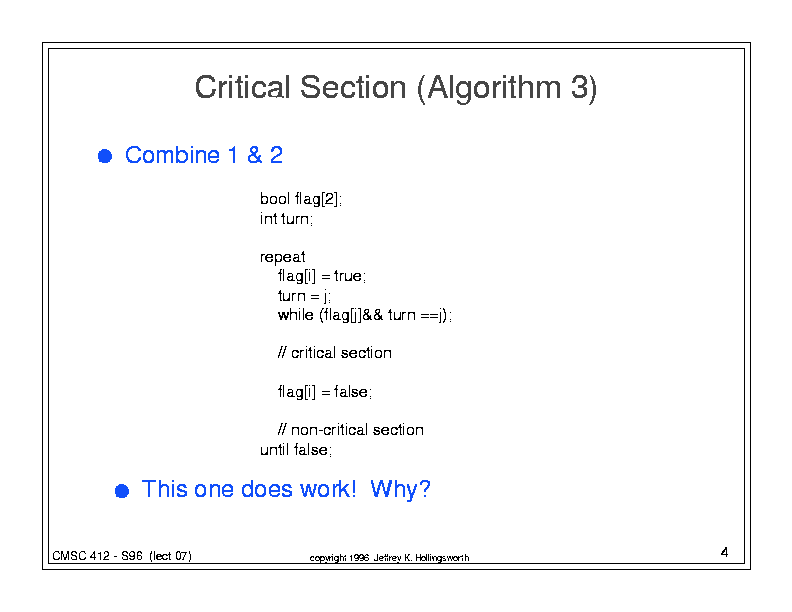 Critical Section (Algorithm 3)
● Combine 1 & 2
bool flag[2];
int turn;
repeat
flag[i] = true;
turn = j;
while (flag[j]&& turn ==j);
// critical section
flag[i] = false;
// non-critical section
until false;
● This one does work! Why?
CMSC 412 - S96 (lect 07)
copyright 1996 Jeffrey K. Hollingsworth
4